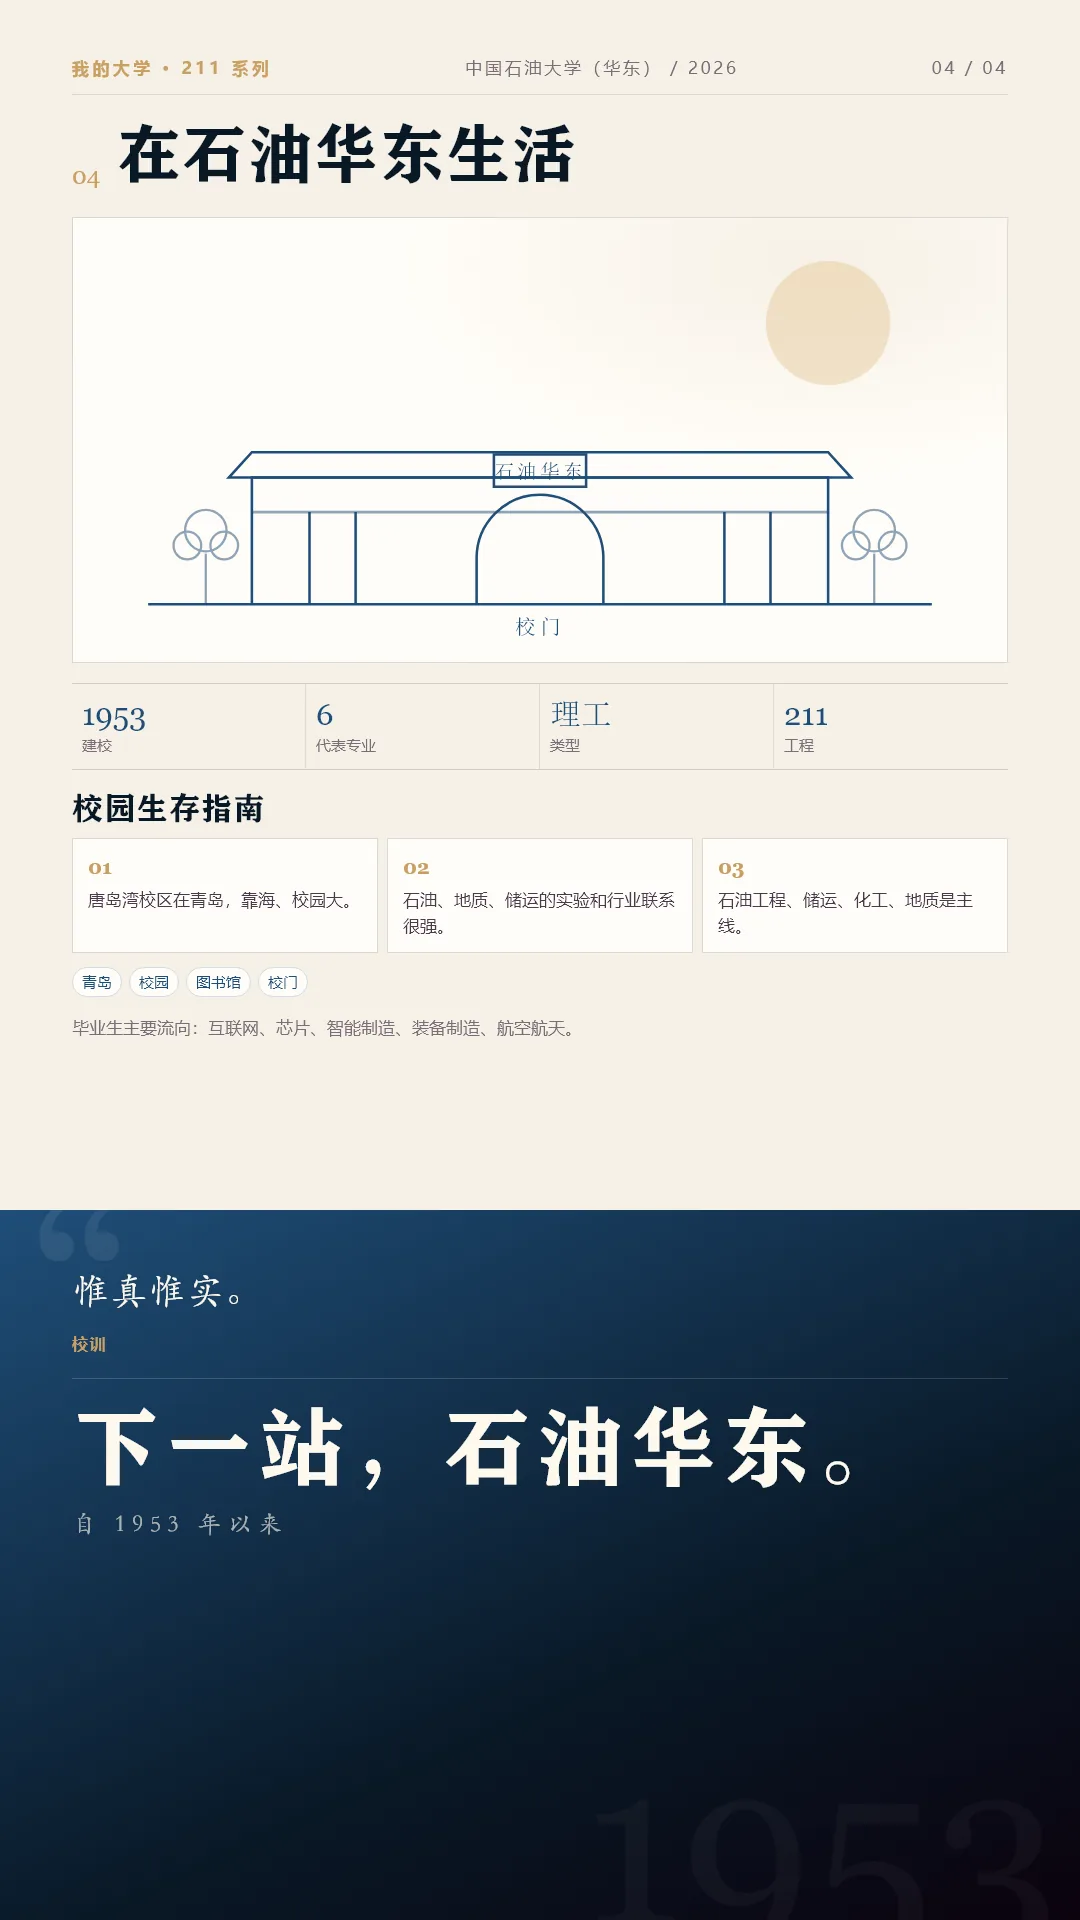 我的大学 · 211 系列
中国石油大学（华东） / 2026
04 / 04
04 在石油华东生活
石油华东
校门
1953
建校
6
代表专业
理工
类型
211
工程
校园生存指南
01
唐岛湾校区在青岛，靠海、校园大。
02
石油、地质、储运的实验和行业联系
很强。
03
石油工程、储运、化工、地质是主
线。
青岛 校园 图书馆 校门
毕业生主要流向：互联网、芯片、智能制造、装备制造、航空航天。
“
惟真惟实。
校训
下一站，石油华东。
自 1953 年以来
1953